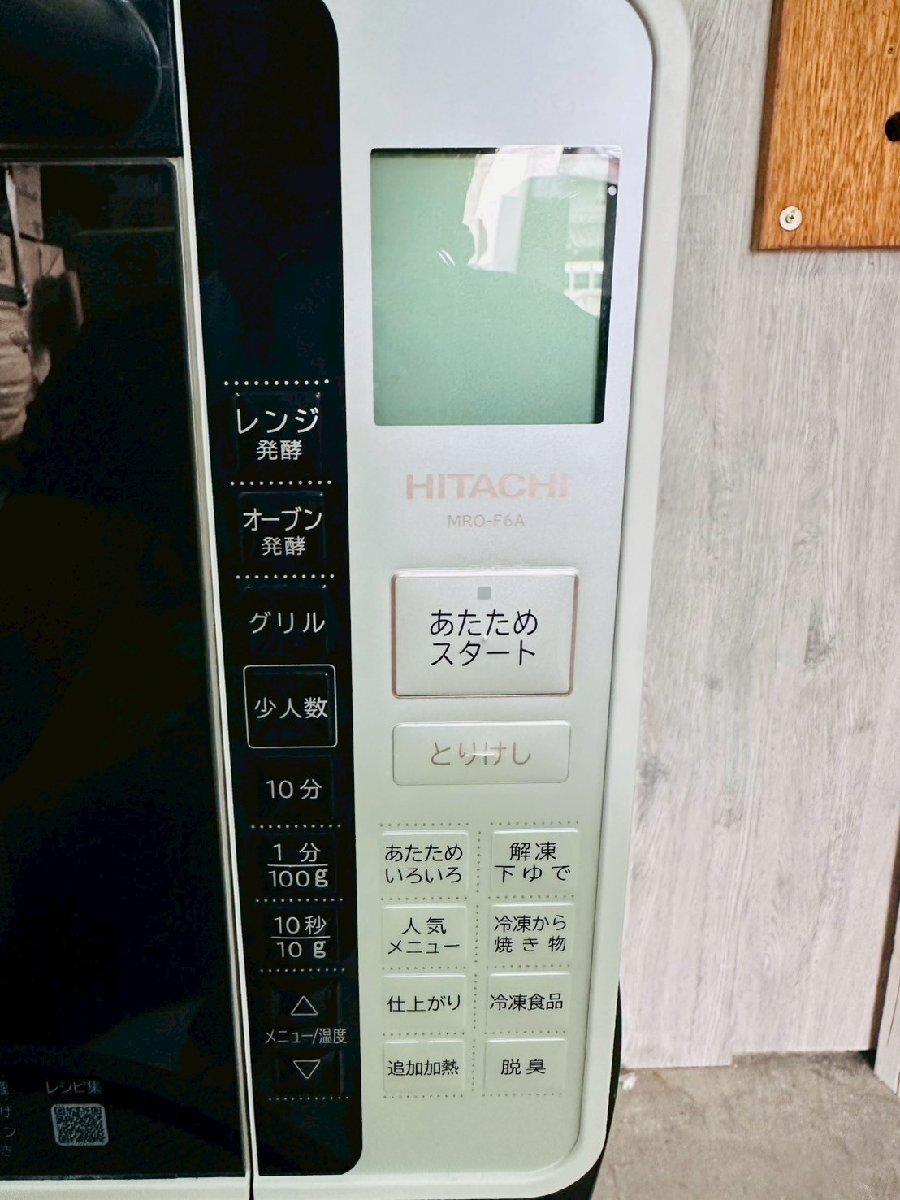 レンジ
発酵
オーブン
発酵
グリル
少人数
10分
1分
100g
10秒
10g
メニュー/温度
HITACHI
MRO-F6A
あたため
スタート
とりけし
あたため
いろいろ
解凍
下ゆで
人気
メニュー
冷凍から
焼き物
仕上がり
冷凍食品
追加加熱
脱臭
レシピ集